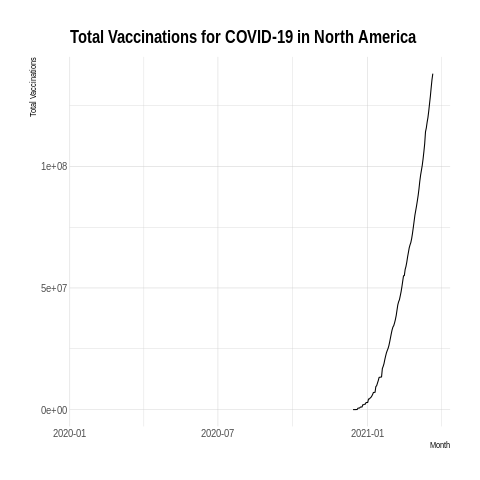 Total Vaccinations for COVID-19 in North America
Total Vaccinations
1e+08
5e+07
0e+00
2020-01
2020-07
2021-01
Month